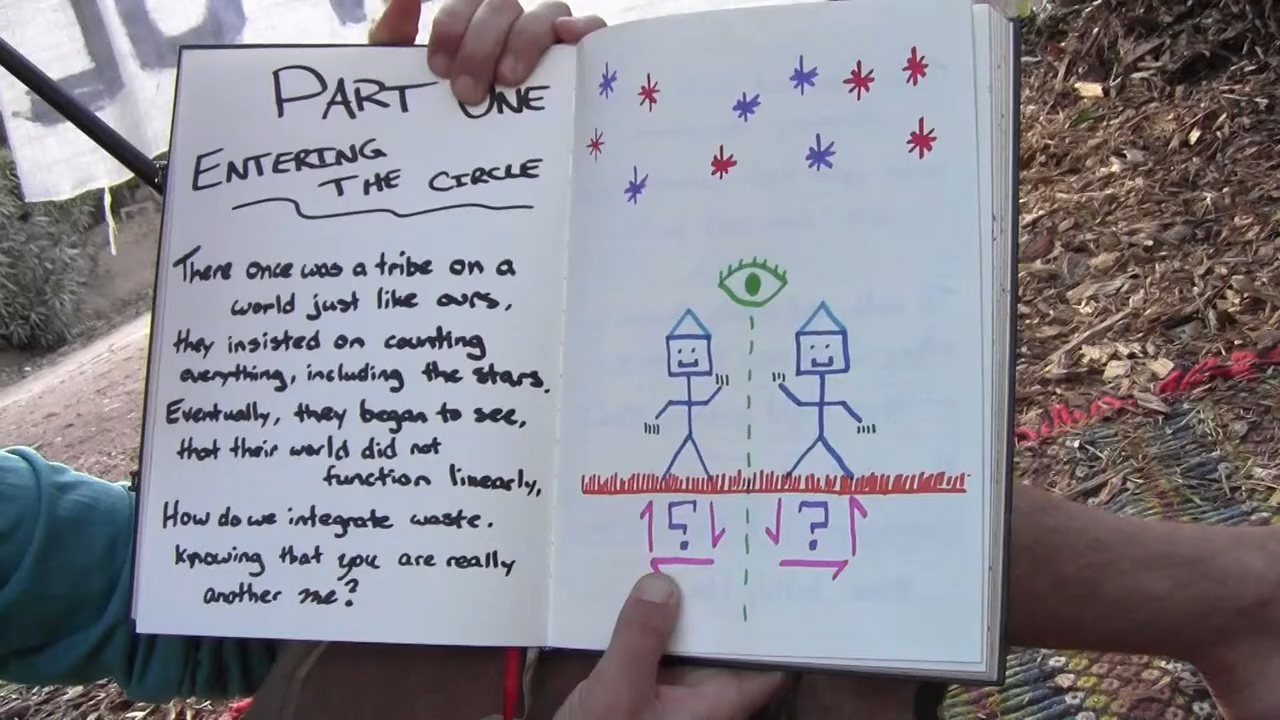 PART ONE
ENTERING
THE CIRCLE
There once was a tribe on a
world just like ours,
they insisted on counting
everything, including the stars.
Eventually, they began to see,
that their world did not
function linearly,
How do we integrate waste.
knowing that you are really
another me?
? ?